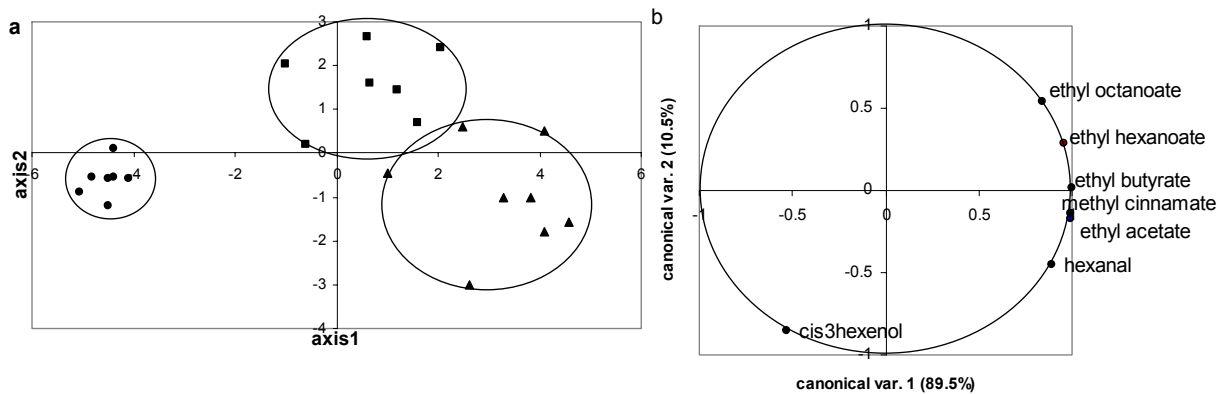 a
3
2
1
0
-1
-2
-3
-4
-6
-4
-2
0
2
4
6
axis2
axis1
b
1
0.5
0
-0.5
-1
-1
-0.5
0
0.5
canonical var. 2 (10.5%)
ethyl octanoate
ethyl hexanoate
ethyl butyrate
methyl cinnamate
ethyl acetate
hexanal
cis3hexenol
canonical var. 1 (89.5%)